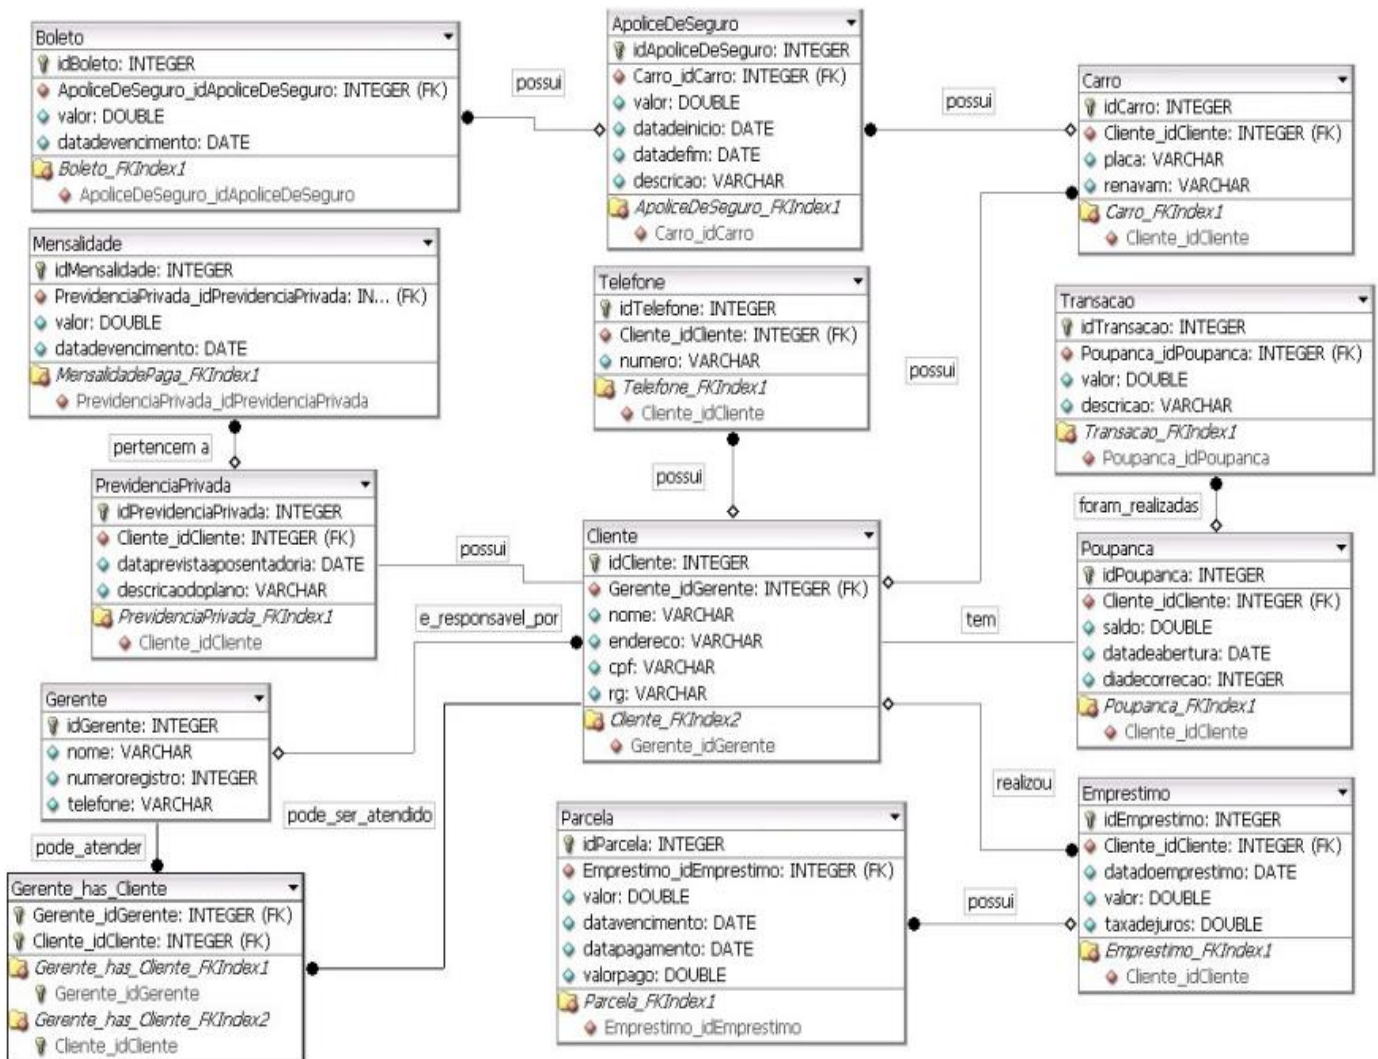 Boleto
idBoleto: INTEGER
ApoliceDeSeguro_idApoliceDeSeguro: INTEGER (FK)
valor: DOUBLE
datadevencimento: DATE
Boleto_FKIndex1
ApoliceDeSeguro_idApoliceDeSeguro
possui
ApoliceDeSeguro
idApoliceDeSeguro: INTEGER
Carro_idCarro: INTEGER (FK)
valor: DOUBLE
datadeinicio: DATE
datadefim: DATE
descricao: VARCHAR
ApoliceDeSeguro_FKIndex1
Carro_idCarro
possui
Carro
idCarro: INTEGER
Cliente_idCliente: INTEGER (FK)
placa: VARCHAR
renavam: VARCHAR
Carro_FKIndex1
Cliente_idCliente
Mensalidade
idMensalidade: INTEGER
PrevidenciaPrivada_idPrevidenciaPrivada: IN... (FK)
valor: DOUBLE
datadevencimento: DATE
MensalidadePaga_FKIndex1
PrevidenciaPrivada_idPrevidenciaPrivada
pertencem a
Telefone
idTelefone: INTEGER
Cliente_idCliente: INTEGER (FK)
numero: VARCHAR
Telefone_FKIndex1
Cliente_idCliente
possui
possui
Transacao
idTransacao: INTEGER
Poupanca_idPoupanca: INTEGER (FK)
valor: DOUBLE
descricao: VARCHAR
Transacao_FKIndex1
Poupanca_idPoupanca
foram_realizadas
PrevidenciaPrivada
idPrevidenciaPrivada: INTEGER
Cliente_idCliente: INTEGER (FK)
dataprevistaaposentadoria: DATE
descricaodoplano: VARCHAR
PrevidenciaPrivada_FKIndex1
Cliente_idCliente
possui
e_responsavel_por
Cliente
idCliente: INTEGER
Gerente_idGerente: INTEGER (FK)
nome: VARCHAR
endereco: VARCHAR
cpf: VARCHAR
rg: VARCHAR
Cliente_FKIndex2
Gerente_idGerente
tem
Poupanca
idPoupanca: INTEGER
Cliente_idCliente: INTEGER (FK)
saldo: DOUBLE
datadeabertura: DATE
diadecorrecao: INTEGER
Poupanca_FKIndex1
Cliente_idCliente
Gerente
idGerente: INTEGER
nome: VARCHAR
numeroregistro: INTEGER
telefone: VARCHAR
pode_atender
pode_ser_atendido
realizou
Gerente_has_Cliente
Gerente_idGerente: INTEGER (FK)
Cliente_idCliente: INTEGER (FK)
Gerente_has_Cliente_FKIndex1
Gerente_idGerente
Gerente_has_Cliente_FKIndex2
Cliente_idCliente
Parcela
idParcela: INTEGER
Emprestimo_idEmprestimo: INTEGER (FK)
valor: DOUBLE
datavencimento: DATE
datapagamento: DATE
valorpago: DOUBLE
Parcela_FKIndex1
Emprestimo_idEmprestimo
possui
Emprestimo
idEmprestimo: INTEGER
Cliente_idCliente: INTEGER (FK)
datadoemprestimo: DATE
valor: DOUBLE
taxadejuros: DOUBLE
Emprestimo_FKIndex1
Cliente_idCliente